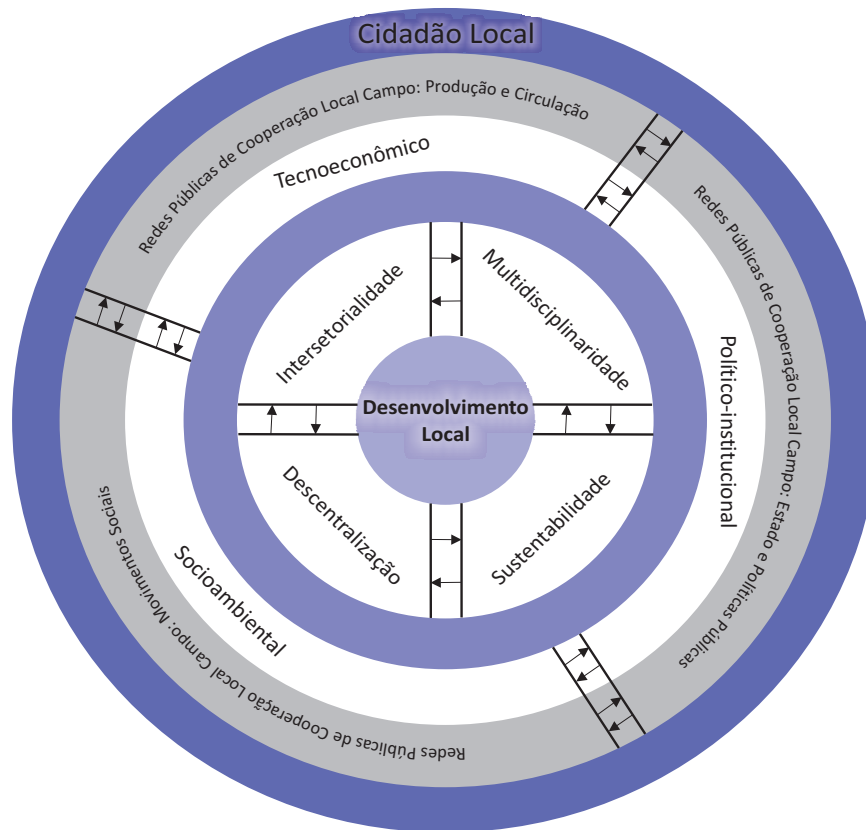 Cidadão Local
Redes Públicas de Cooperação Local Campo: Produção e Circulação
Tecnoeconômico
Redes Públicas de Cooperação Local Campo: Estado e Políticas Públicas
Político-institucional
Redes Públicas de Cooperação Local Campo: Movimentos Sociais
Socioambiental
Intersetorialidade
Multidisciplinaridade
Desenvolvimento
Local
Descentralização
Sustentabilidade